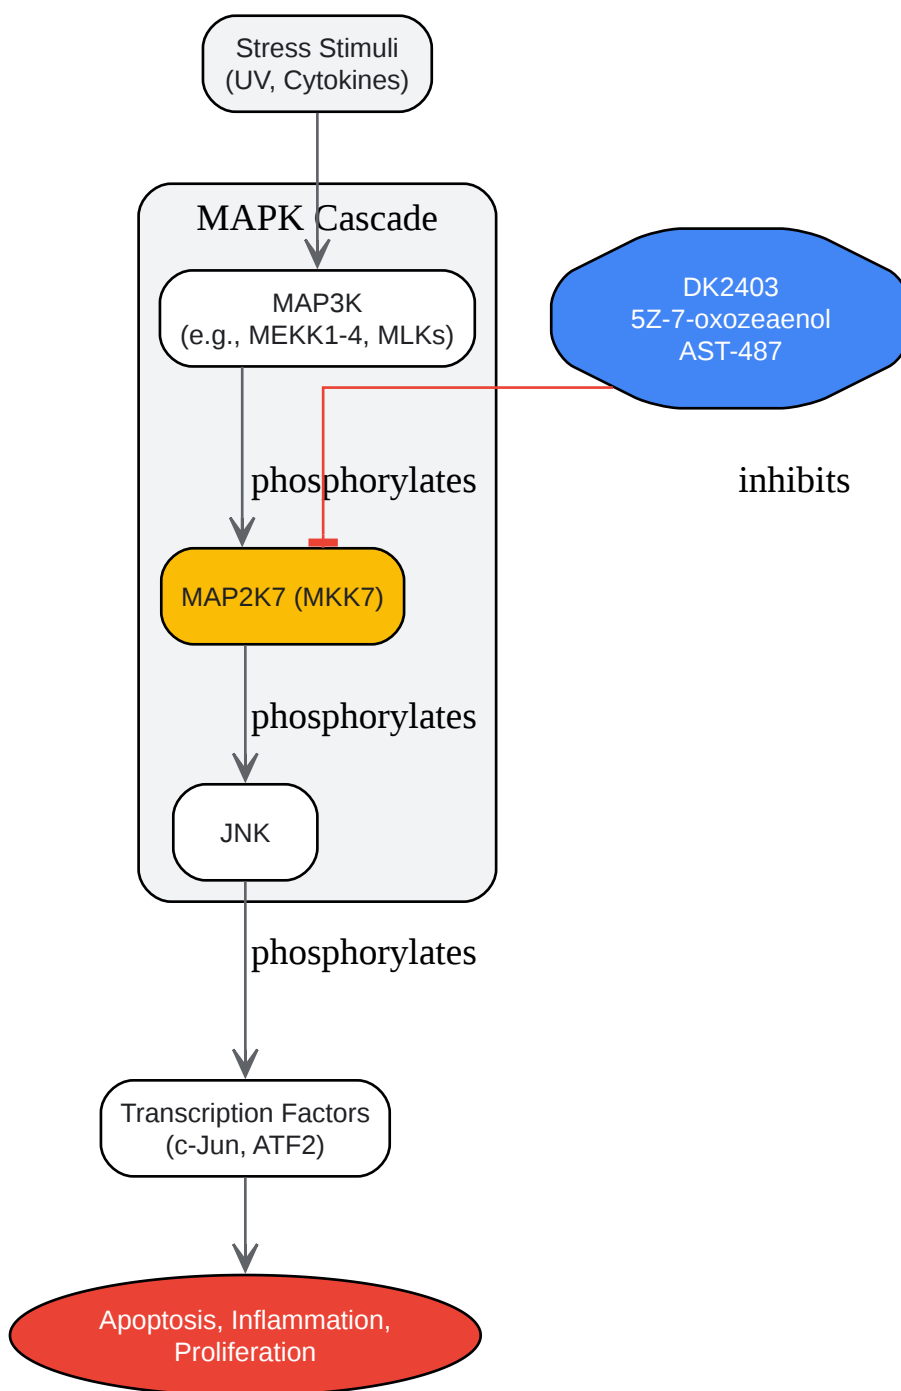 Stress Stimuli
(UV, Cytokines)
MAPK Cascade
MAP3K
(e.g., MEKK1-4, MLKs)
DK2403
5Z-7-oxozeaenol
AST-487
phosphorylates
inhibits
MAP2K7 (MKK7)
phosphorylates
JNK
phosphorylates
Transcription Factors
(c-Jun, ATF2)
Apoptosis, Inflammation,
Proliferation